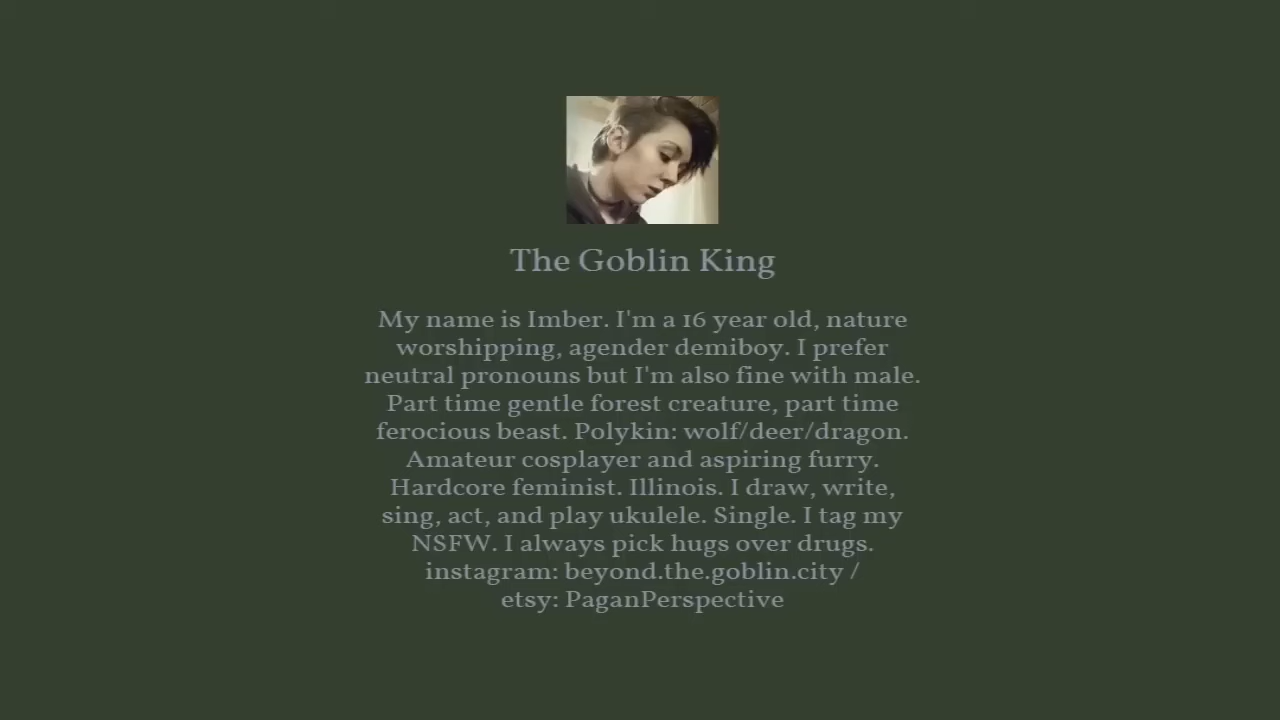 The Goblin King
My name is Imber. I'm a 16 year old, nature
worshipping, agender demiboy. I prefer
neutral pronouns but I'm also fine with male.
Part time gentle forest creature, part time
ferocious beast. Polykin: wolf/deer/dragon.
Amateur cosplayer and aspiring furry.
Hardcore feminist. Illinois. I draw, write,
sing, act, and play ukulele. Single. I tag my
NSFW. I always pick hugs over drugs.
instagram: beyond.the.goblin.city /
etsy: PaganPerspective